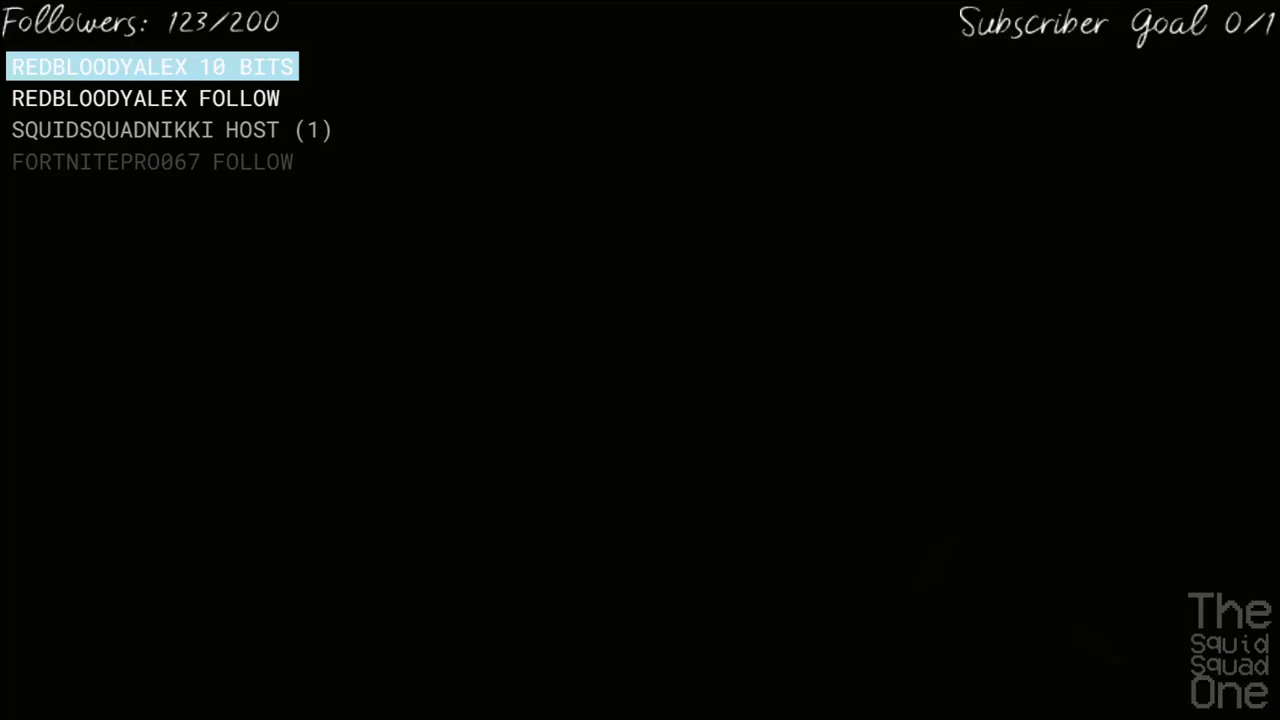 Followers: 123/200
Subscriber Goal 0/1
REDBLOODYALEX 10 BITS
REDBLOODYALEX FOLLOW
SQUIDSQUADNIKKI HOST (1)
FORTNITEPRO067 FOLLOW
The
Squid
Squad
One